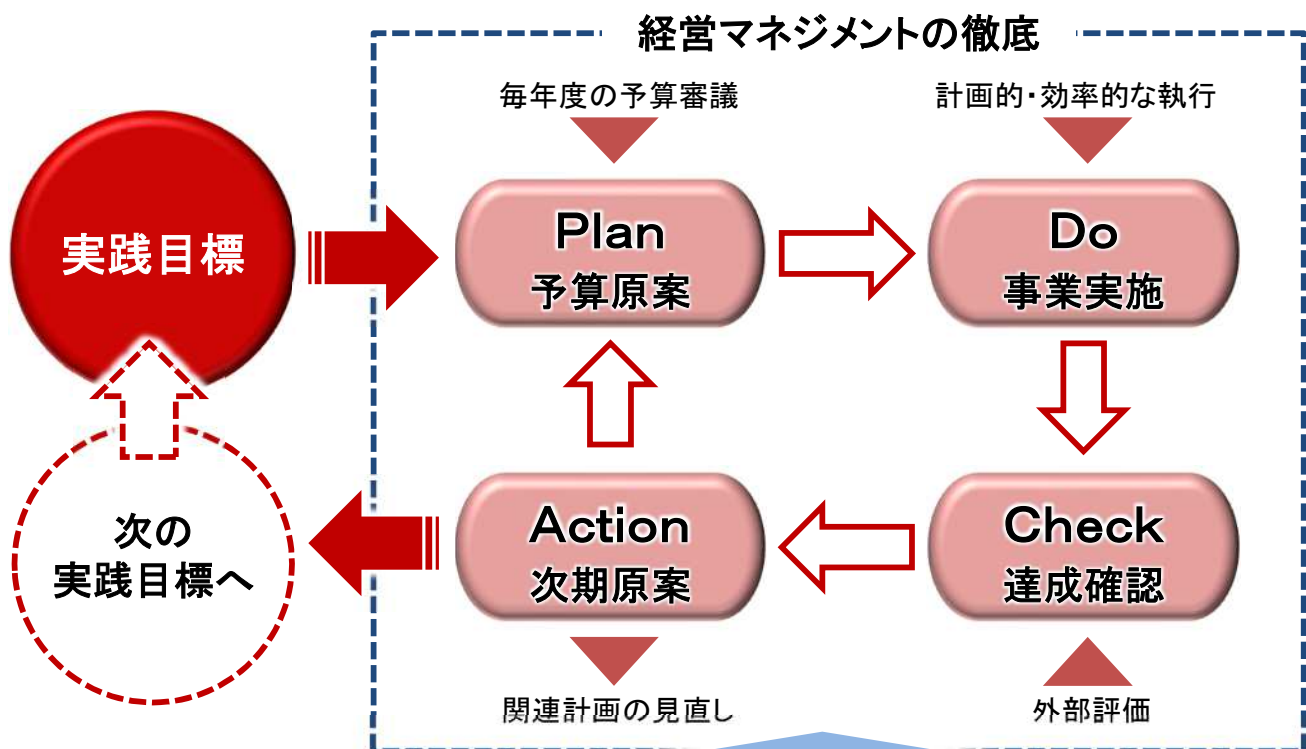 経営マネジメントの徹底
毎年度の予算審議
計画的・効率的な執行
実践目標
Plan
予算原案
Do
事業実施
次の
実践目標へ
Action
次期原案
Check
達成確認
関連計画の見直し
外部評価